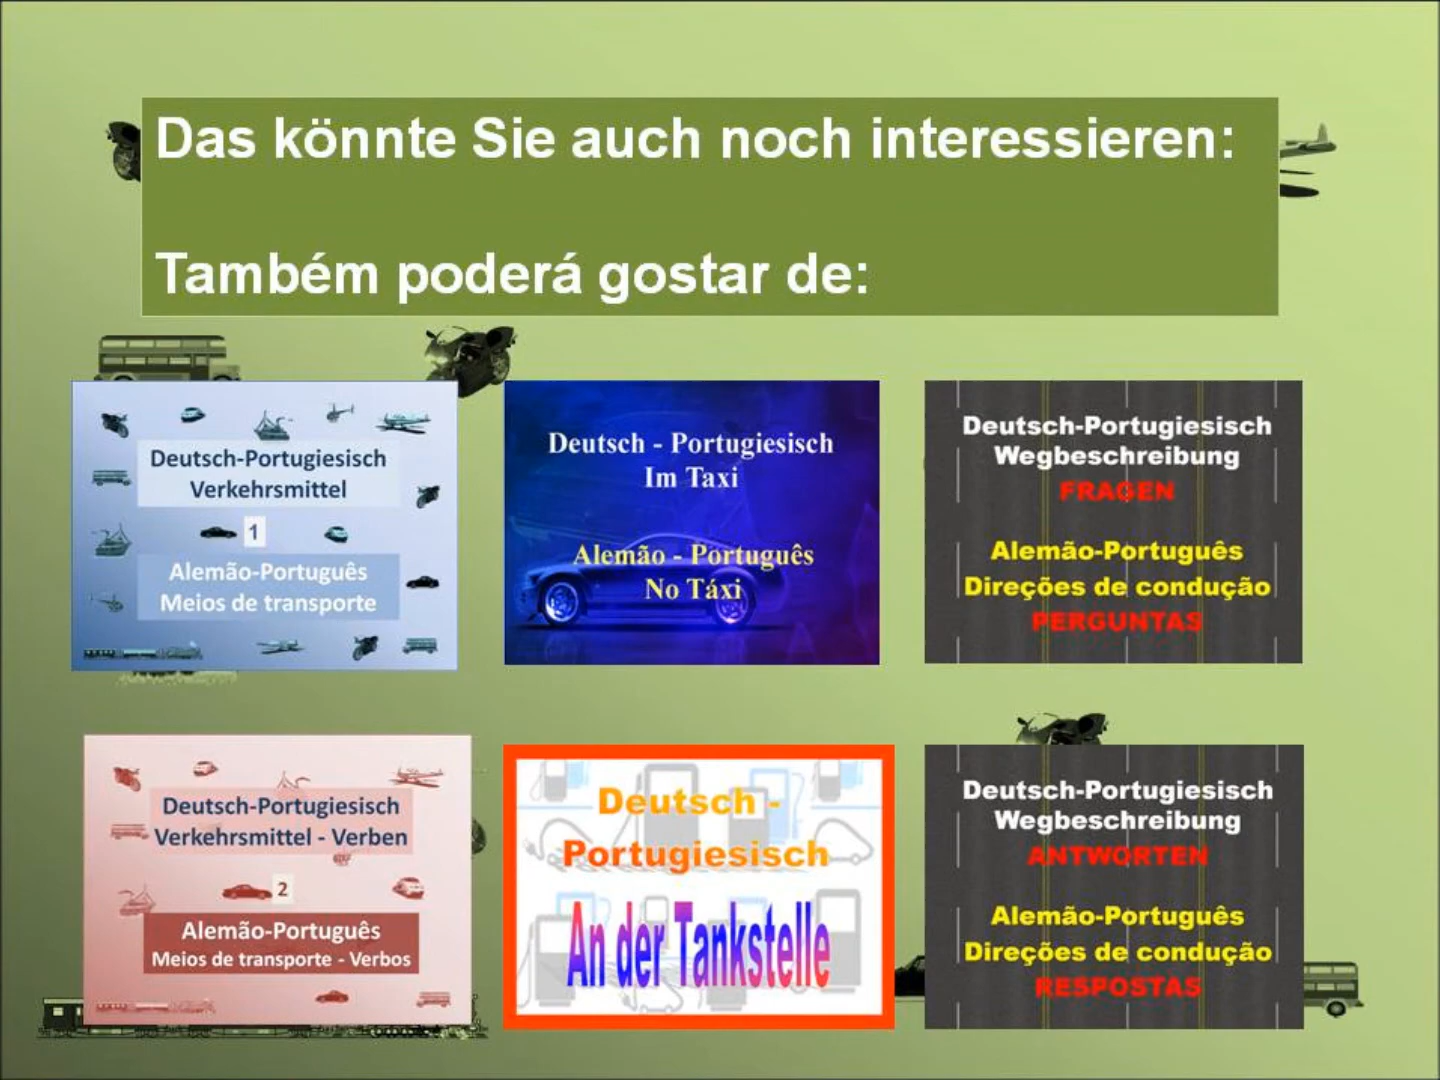 Das könnte Sie auch noch interessieren:
Também poderá gostar de:
Deutsch-Portugiesisch
Verkehrsmittel
1
Alemão-Português
Meios de transporte
Deutsch - Portugiesisch
Im Taxi
Alemão - Português
No Táxi
Deutsch-Portugiesisch
Wegbeschreibung
FRAGEN
Alemão-Português
Direções de condução
PERGUNTAS
Deutsch-Portugiesisch
Verkehrsmittel - Verben
2
Alemão-Português
Meios de transporte - Verbos
Deutsch -
Portugiesisch
An der Tankstelle
Deutsch-Portugiesisch
Wegbeschreibung
ANTWORTEN
Alemão-Português
Direções de condução
RESPOSTAS